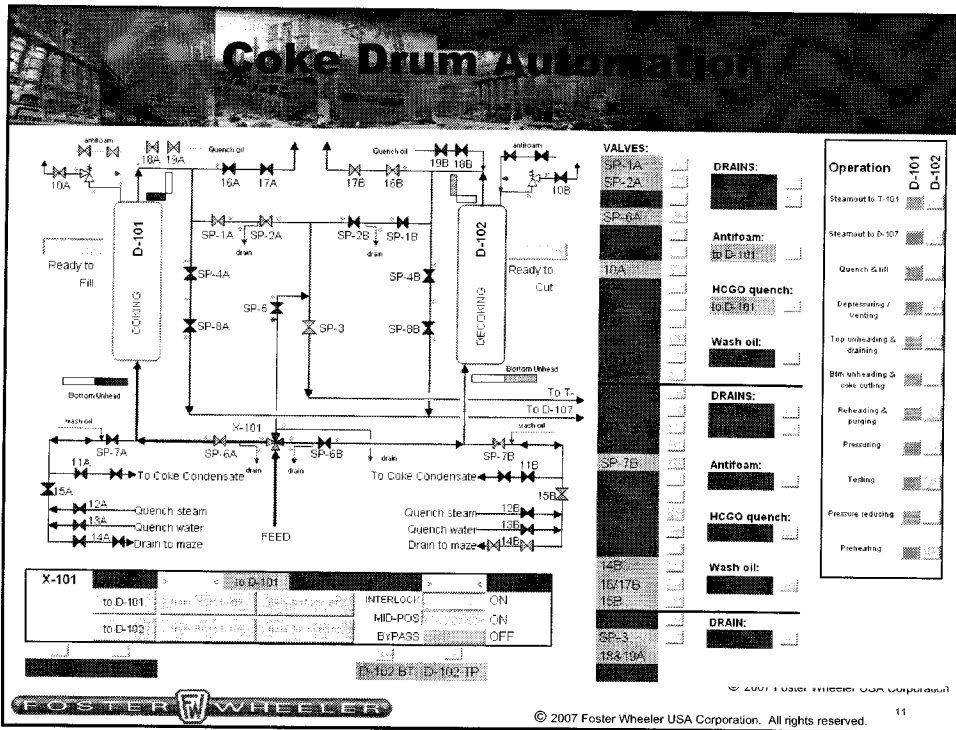 Coke Drum Automation
antifoam
18A 19A
Quench oil
10A
16A 17A
Quench oil
19B 18B
antifoam
17B 16B
10B
D-101
COKING
D-102
DECOKING
SP-1A SP-2A
SP-2B SP-1B
drain
drain
Ready to
Fill
Ready to
Cut
SP-4A
SP-4B
SP-5
SP-3
SP-8A
SP-8B
Bottom Unhead
Bottom Unhead
To T-
To D-107
X-101
wash oil
wash oil
SP-7A
SP-6A
SP-6B
SP-7B
drain
drain
drain
11A
To Coke Condensate
To Coke Condensate
11B
15A
15B
12A
Quench steam
13A
Quench water
14A
Drain to maze
FEED
Quench steam
12B
Quench water
13B
Drain to maze
14B
VALVES:
SP-1A
SP-2A
SP-6A
10A
SP-7B
14B
16/17B
15B
SP-3
18&19A
DRAINS:
Antifoam:
to D-101
HCGO quench:
to D-101
Wash oil:
DRAINS:
Antifoam:
HCGO quench:
Wash oil:
DRAIN:
Operation
D-101
D-102
Steamout to T-101
Steamout to D-107
Quench & fill
Depressuring /
Venting
Top unheading &
draining
Btm unheading &
coke cutting
Reheading &
purging
Pressuring
Testing
Pressure reducing
Preheating
X-101
> < to D-101 > <
to D-101
INTERLOCK ON
MID-POS ON
to D-102
BYPASS OFF
D-102 BT D-102 TP
FOSTER FW WHEELER
© 2007 Foster Wheeler USA Corporation
© 2007 Foster Wheeler USA Corporation. All rights reserved.
11